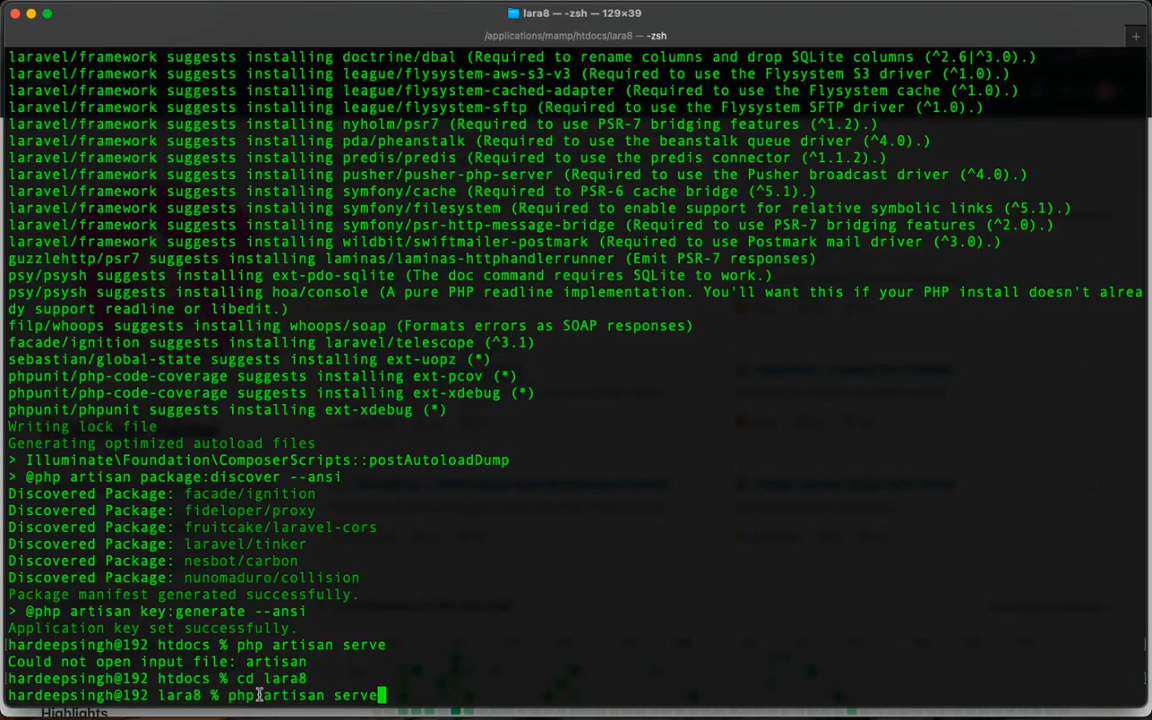 lara8 — -zsh — 129×39
/applications/mamp/htdocs/lara8 — -zsh
laravel/framework suggests installing doctrine/dbal (Required to rename columns and drop SQLite columns (^2.6|^3.0).)
laravel/framework suggests installing league/flysystem-aws-s3-v3 (Required to use the Flysystem S3 driver (^1.0).)
laravel/framework suggests installing league/flysystem-cached-adapter (Required to use the Flysystem cache (^1.0).)
laravel/framework suggests installing league/flysystem-sftp (Required to use the Flysystem SFTP driver (^1.0).)
laravel/framework suggests installing nyholm/psr7 (Required to use PSR-7 bridging features (^1.2).)
laravel/framework suggests installing pda/pheanstalk (Required to use the beanstalk queue driver (^4.0).)
laravel/framework suggests installing predis/predis (Required to use the predis connector (^1.1.2).)
laravel/framework suggests installing pusher/pusher-php-server (Required to use the Pusher broadcast driver (^4.0).)
laravel/framework suggests installing symfony/cache (Required to PSR-6 cache bridge (^5.1).)
laravel/framework suggests installing symfony/filesystem (Required to enable support for relative symbolic links (^5.1).)
laravel/framework suggests installing symfony/psr-http-message-bridge (Required to use PSR-7 bridging features (^2.0).)
laravel/framework suggests installing wildbit/swiftmailer-postmark (Required to use Postmark mail driver (^3.0).)
guzzlehttp/psr7 suggests installing laminas/laminas-httphandlerrunner (Emit PSR-7 responses)
psy/psysh suggests installing ext-pdo-sqlite (The doc command requires SQLite to work.)
psy/psysh suggests installing hoa/console (A pure PHP readline implementation. You'll want this if your PHP install doesn't alrea
dy support readline or libedit.)
filp/whoops suggests installing whoops/soap (Formats errors as SOAP responses)
facade/ignition suggests installing laravel/telescope (^3.1)
sebastian/global-state suggests installing ext-uopz (*)
phpunit/php-code-coverage suggests installing ext-pcov (*)
phpunit/php-code-coverage suggests installing ext-xdebug (*)
phpunit/phpunit suggests installing ext-xdebug (*)
Writing lock file
Generating optimized autoload files
> Illuminate\Foundation\ComposerScripts::postAutoloadDump
> @php artisan package:discover --ansi
Discovered Package: facade/ignition
Discovered Package: fideloper/proxy
Discovered Package: fruitcake/laravel-cors
Discovered Package: laravel/tinker
Discovered Package: nesbot/carbon
Discovered Package: nunomaduro/collision
Package manifest generated successfully.
> @php artisan key:generate --ansi
Application key set successfully.
hardeepsingh@192 htdocs % php artisan serve
Could not open input file: artisan
hardeepsingh@192 htdocs % cd lara8
hardeepsingh@192 lara8 % php artisan serve
Highlights